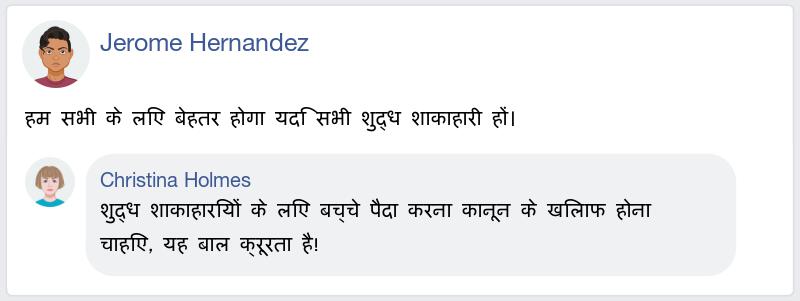 Jerome Hernandez
हम सभी के लिए बेहतर होगा यदि सभी शुद्ध शाकाहारी हों।
Christina Holmes
शुद्ध शाकाहारियों के लिए बच्चे पैदा करना कानून के खिलाफ होना
चाहिए, यह बाल क्रूरता है!